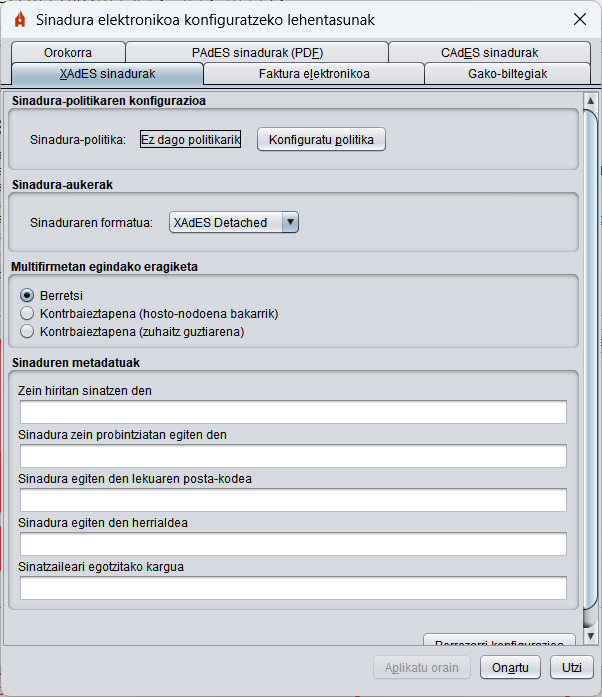 Sinadura elektronikoa konfiguratzeko lehentasunak
Orokorra
PAdES sinadurak (PDF)
CAdES sinadurak
XAdES sinadurak
Faktura elektronikoa
Gako-biltegiak
Sinadura-politikaren konfigurazioa
Sinadura-politika:
Ez dago politikarik
Konfiguratu politika
Sinadura-aukerak
Sinaduraren formatua:
XAdES Detached
Multifirmetan egindako eragiketa
Berretsi
Kontrbaieztapena (hosto-nodoena bakarrik)
Kontrbaieztapena (zuhaitz guztiarena)
Sinaduren metadatuak
Zein hiritan sinatzen den
Sinadura zein probintziatan egiten den
Sinadura egiten den lekuaren posta-kodea
Sinadura egiten den herrialdea
Sinatzaileari egotzitako kargua
Berrezarri konfigurazioa
Aplikatu orain
Onartu
Utzi